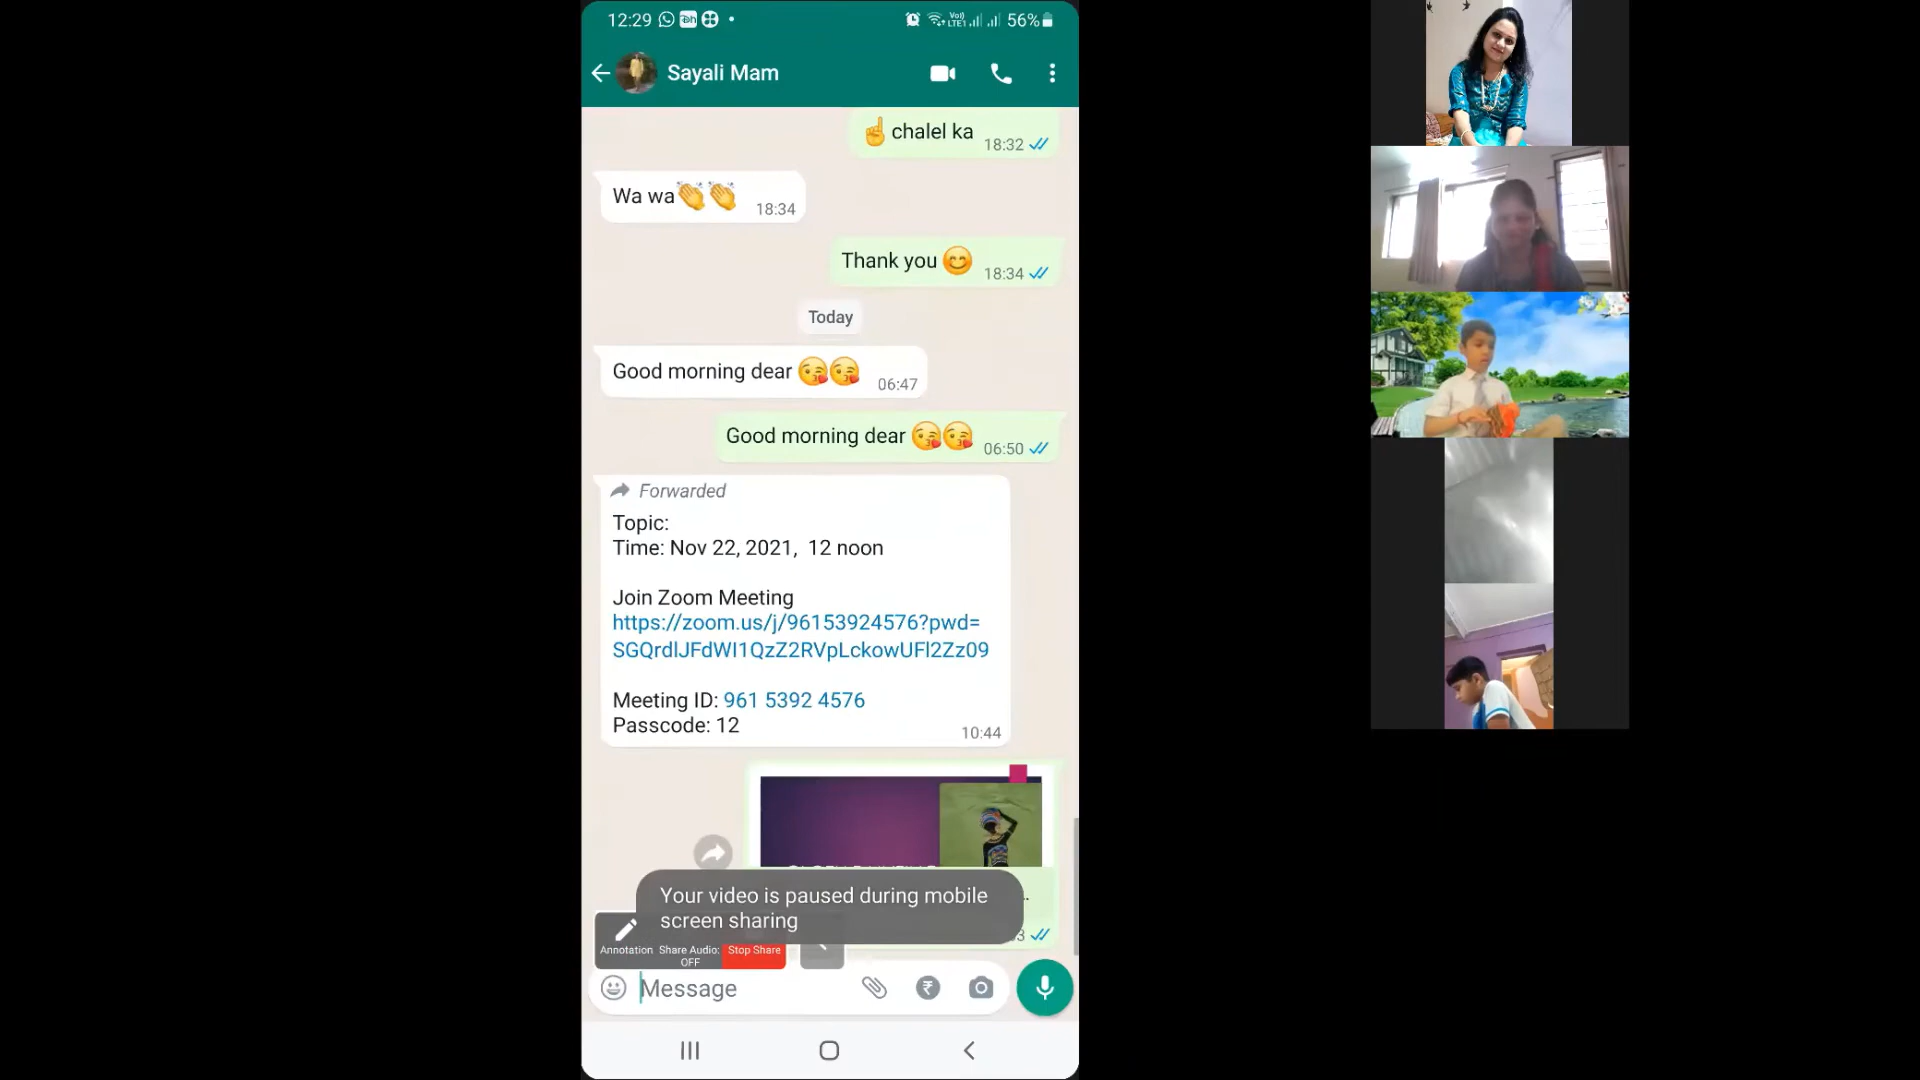 12:29
Vo))
LTE1
56%
Sayali Mam
☝chalel ka
18:32
Wa wa👏👏
18:34
Thank you 😊
18:34
Today
Good morning dear 😘😘
06:47
Good morning dear 😘😘
06:50
Forwarded
Topic:
Time: Nov 22, 2021,  12 noon
Join Zoom Meeting
https://zoom.us/j/96153924576?pwd=
SGQrdlJFdWI1QzZ2RVpLckowUFl2Zz09
Meeting ID: 961 5392 4576
Passcode: 12
10:44
Your video is paused during mobile
screen sharing
Annotation
Share Audio:
OFF
Stop Share
Message